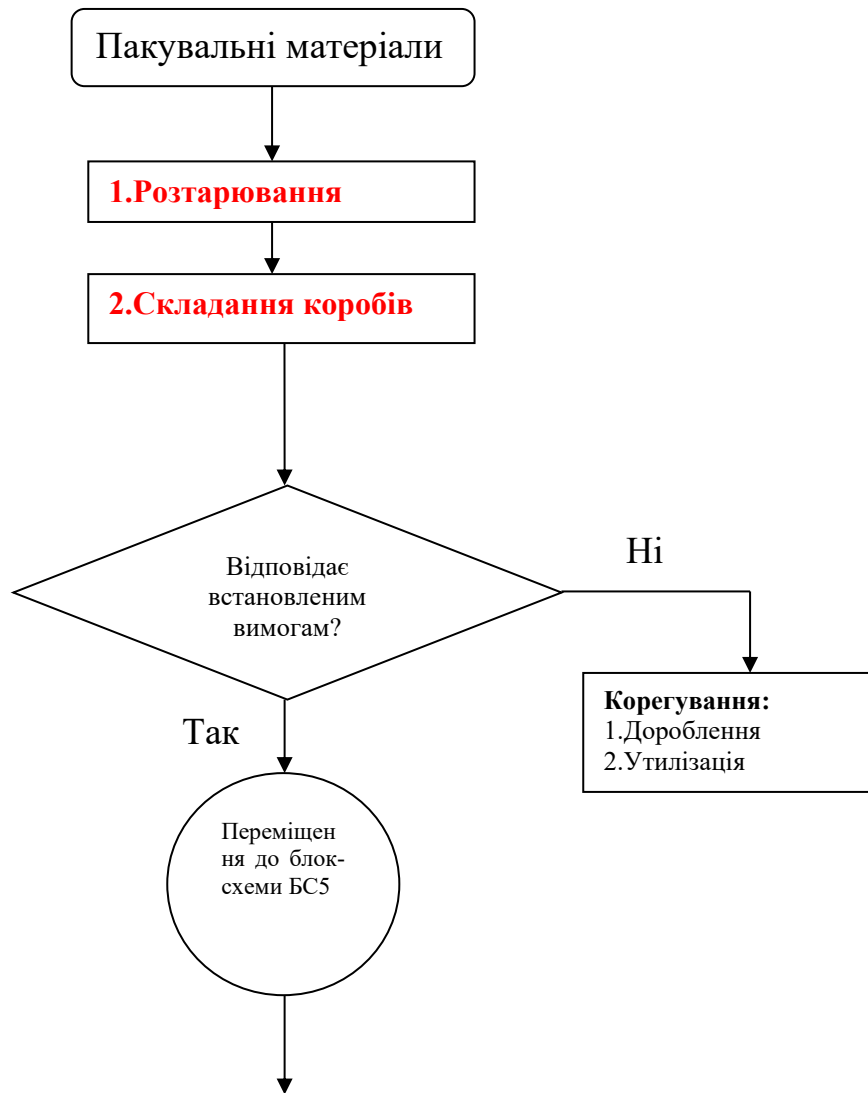 Пакувальні матеріали
1.Розтарювання
2.Складання коробів
Відповідає
встановленим
вимогам?
Ні
Корегування:
1.Дороблення
2.Утилізація
Так
Переміщен
ня до блок-
схеми БС5